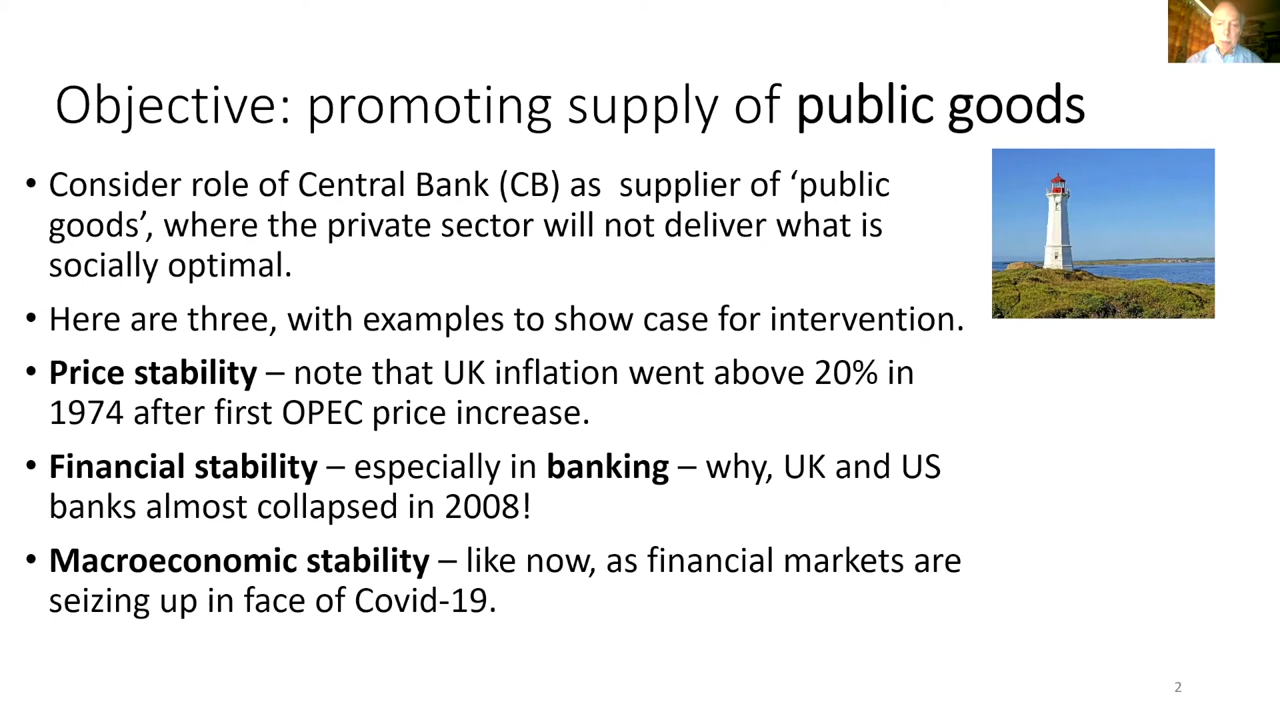 Objective: promoting supply of public goods
• Consider role of Central Bank (CB) as  supplier of ‘public
goods’, where the private sector will not deliver what is
socially optimal.
• Here are three, with examples to show case for intervention.
• Price stability – note that UK inflation went above 20% in
1974 after first OPEC price increase.
• Financial stability – especially in banking – why, UK and US
banks almost collapsed in 2008!
• Macroeconomic stability – like now, as financial markets are
seizing up in face of Covid-19.
2